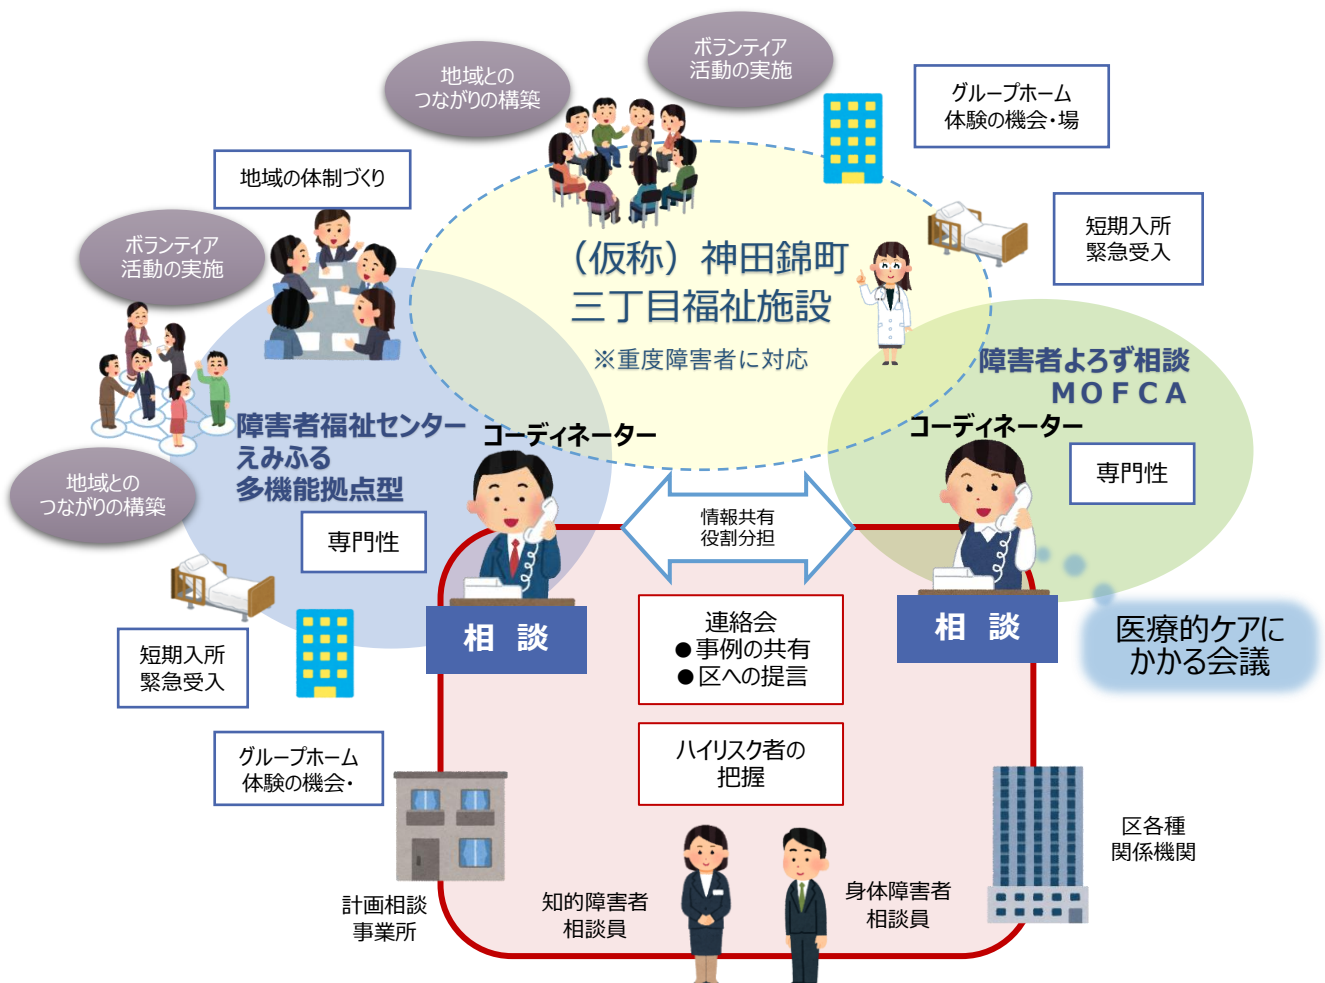 ボランティア
活動の実施
地域との
つながりの構築
グループホーム
体験の機会・場
地域の体制づくり
短期入所
緊急受入
ボランティア
活動の実施
（仮称）神田錦町
三丁目福祉施設
※重度障害者に対応
障害者よろず相談
ＭＯＦＣＡ
障害者福祉センター
えみふる
多機能拠点型
コーディネーター
コーディネーター
専門性
地域との
つながりの構築
専門性
情報共有
役割分担
相 談
相 談
連絡会
●事例の共有
●区への提言
医療的ケアに
かかる会議
短期入所
緊急受入
ハイリスク者の
把握
グループホーム
体験の機会・
区各種
関係機関
計画相談
事業所
知的障害者
相談員
身体障害者
相談員